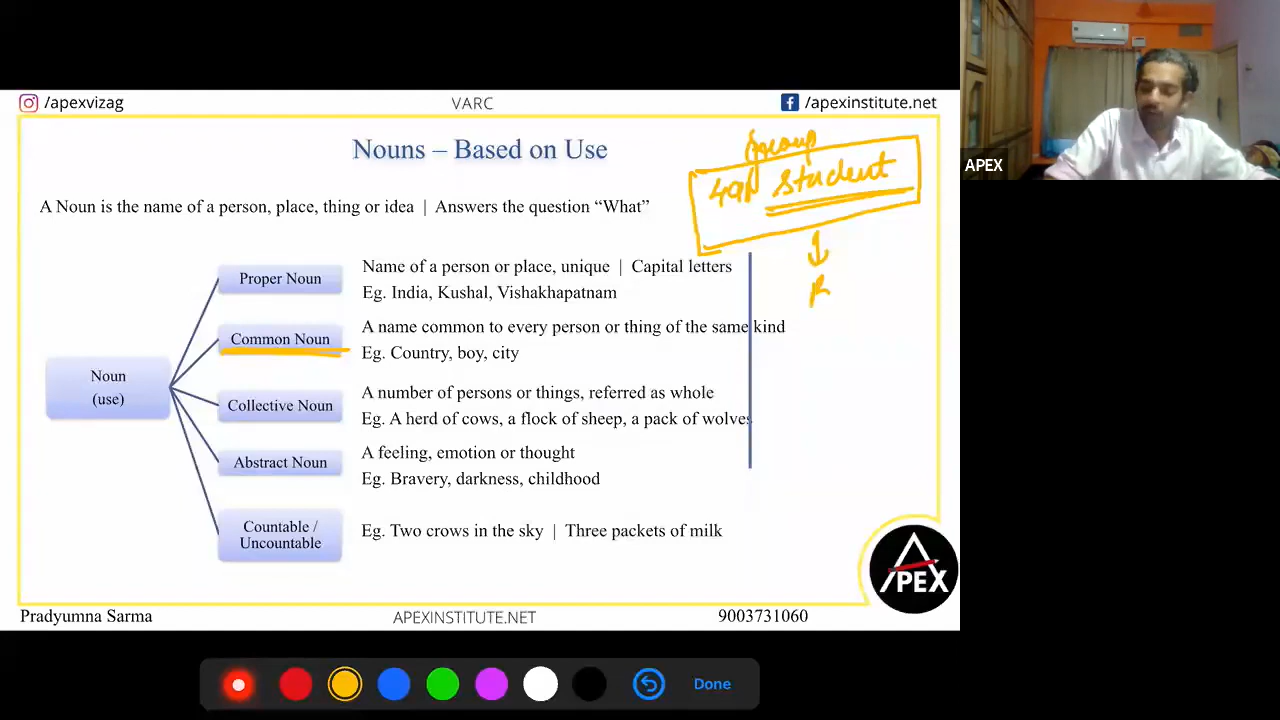 /apexvizag
VARC
/apexinstitute.net
Nouns – Based on Use
group
Student
A Noun is the name of a person, place, thing or idea | Answers the question “What”
Proper Noun
Name of a person or place, unique | Capital letters
Eg. India, Kushal, Vishakhapatnam
Common Noun
A name common to every person or thing of the same kind
Eg. Country, boy, city
Noun
(use)
Collective Noun
A number of persons or things, referred as whole
Eg. A herd of cows, a flock of sheep, a pack of wolves
Abstract Noun
A feeling, emotion or thought
Eg. Bravery, darkness, childhood
Countable /
Uncountable
Eg. Two crows in the sky | Three packets of milk
APEX
Pradyumna Sarma
APEXINSTITUTE.NET
9003731060
Done
APEX